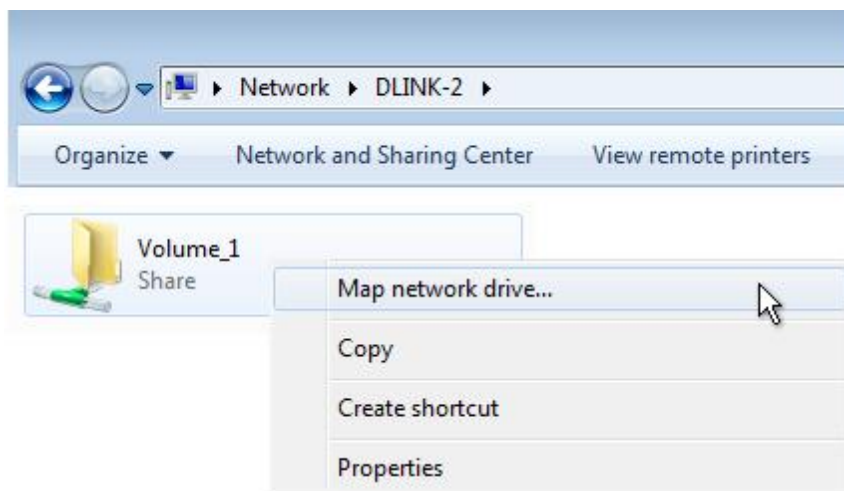 Network DLINK-2
Organize Network and Sharing Center View remote printers
Volume_1
Share
Map network drive...
Copy
Create shortcut
Properties